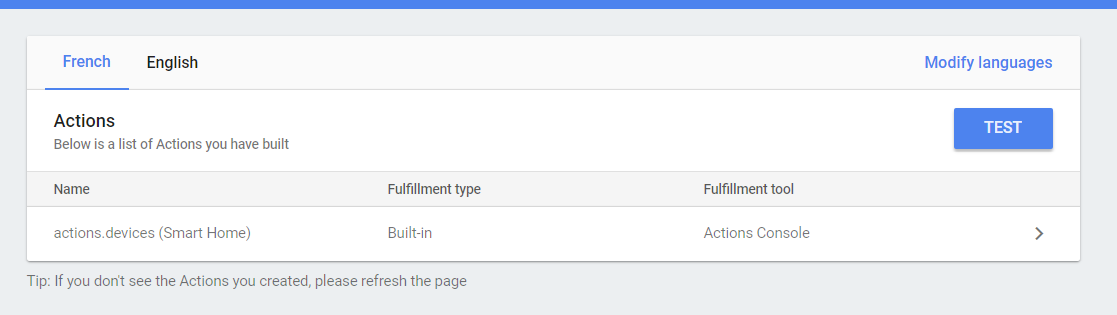 French English Modify languages
Actions
Below is a list of Actions you have built
TEST
Name Fulfillment type Fulfillment tool
actions.devices (Smart Home) Built-in Actions Console
Tip: If you don't see the Actions you created, please refresh the page